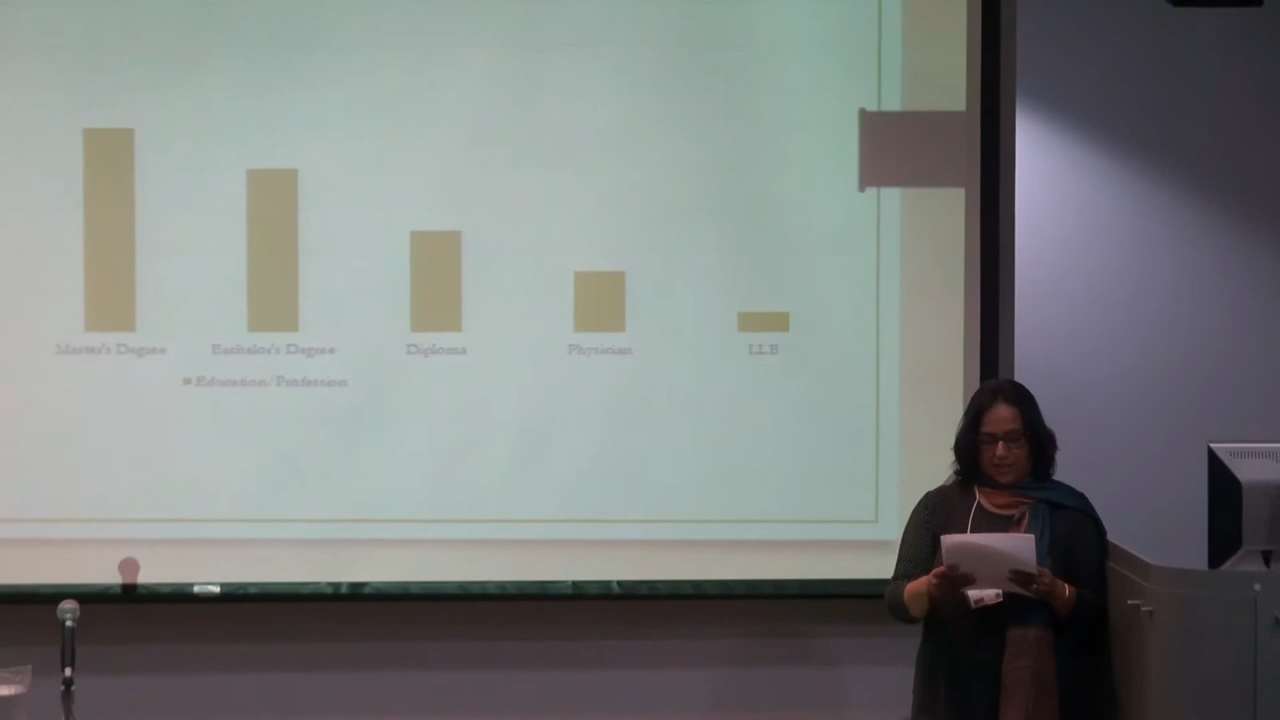 Master's Degree Bachelor's Degree Diploma Physician LLB
Education/Profession